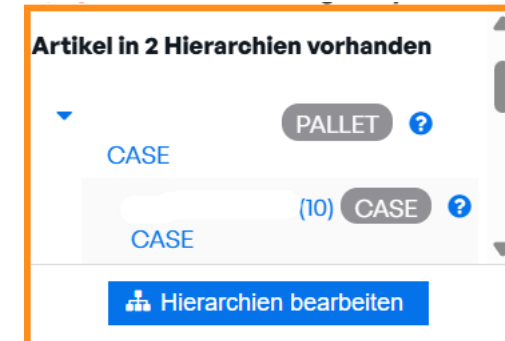 Artikel in 2 Hierarchien vorhanden
PALLET ?
CASE
(10) CASE ?
CASE
Hierarchien bearbeiten